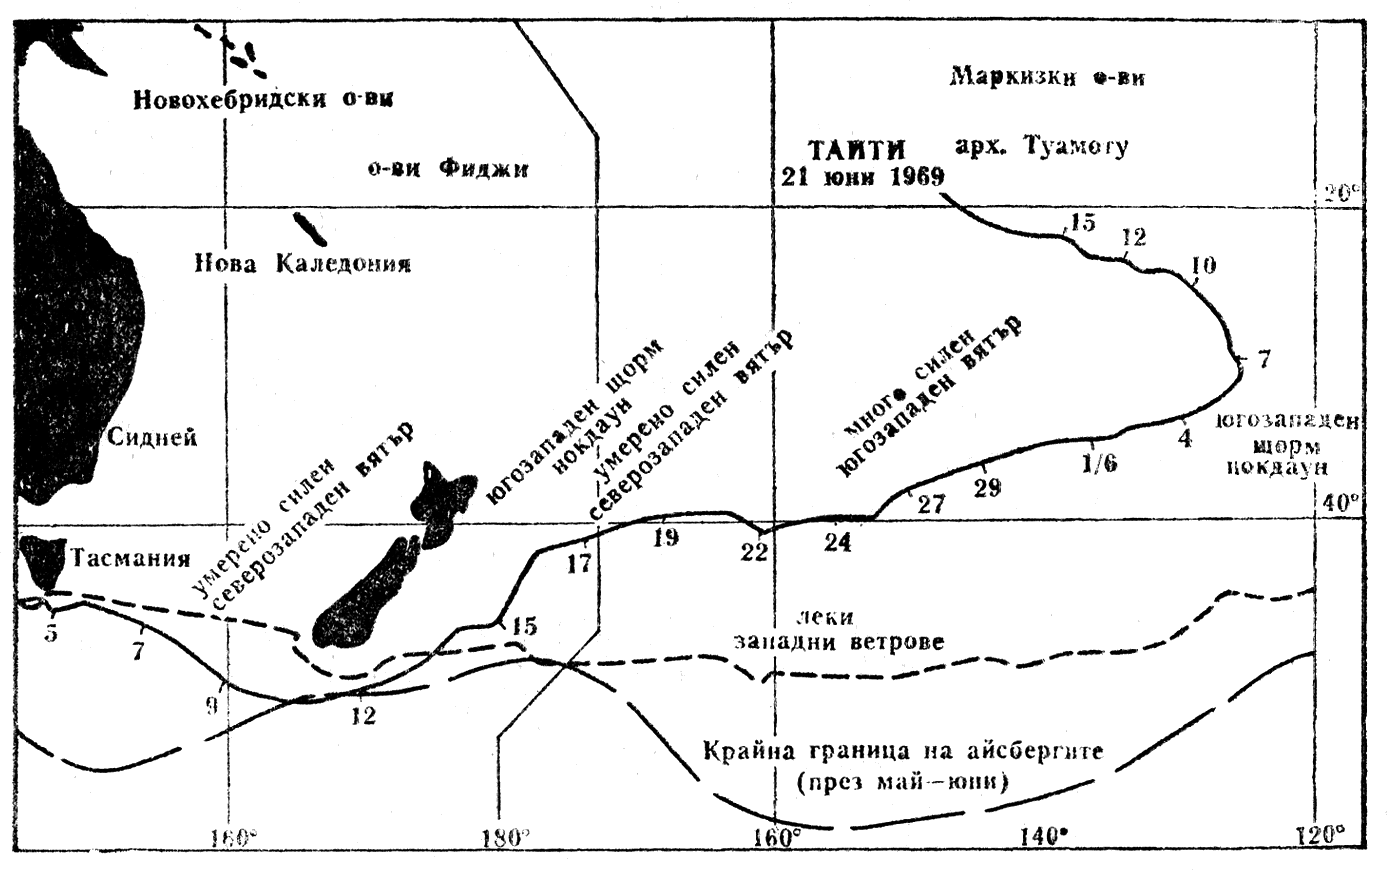 Маркизки о-ви
Новохебридски о-ви
ТАИТИ
21 юни 1969
арх. Туамоту
о-ви Фиджи
20°
15
12
Нова Каледония
10
7
много силен
югозападен вятър
югозападен щорм
нокдаун
умерено силен
северозападен вятър
4
югозападен
щорм
нокдаун
Сидней
1/6
29
27
40°
умерено силен
северозападен вятър
Тасмания
19
17
22
24
5
7
15
леки
западни ветрове
9
12
Крайна граница на айсбергите
(през май—юни)
160°
180°
160°
140°
120°